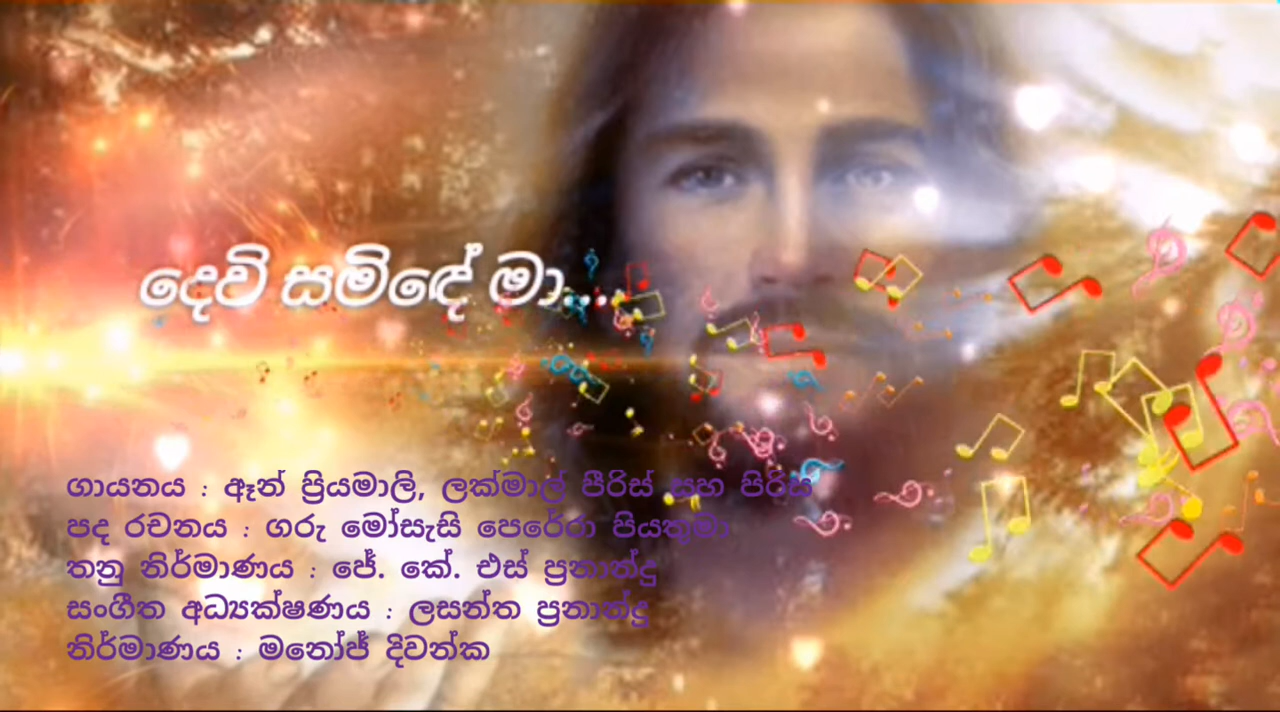 දෙවි සමිඳේ මා...
ගායනය : ඈන් ප්‍රියමාලි, ලක්මාල් පීරිස් සහ පිරිස
පද රචනය : ගරු මෝසැසි පෙරේරා පියතුමා
තනු නිර්මාණය : ජේ. කේ. එස් ප්‍රනාන්දු
සංගීත අධ්‍යක්ෂණය : ලසන්ත ප්‍රනාන්දු
නිර්මාණය : මනෝජ් දිවන්ක